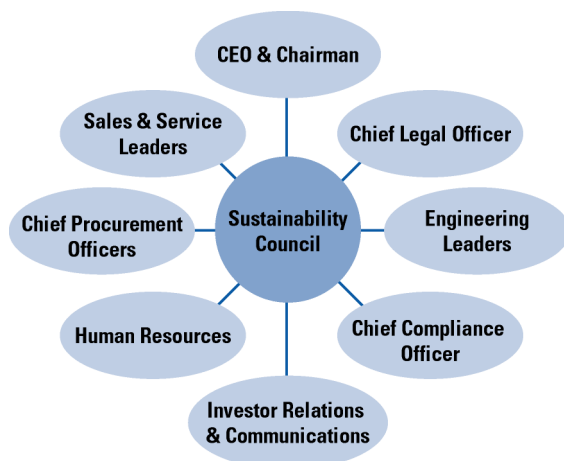 CEO & Chairman
Sales & Service
Leaders
Chief Legal Officer
Chief Procurement
Officers
Sustainability
Council
Engineering
Leaders
Human Resources
Chief Compliance
Officer
Investor Relations
& Communications